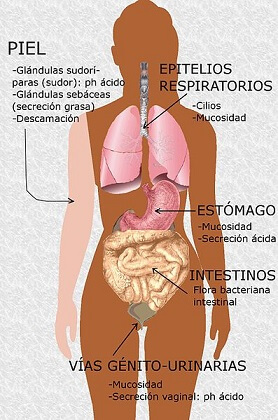 PIEL
-Glándulas sudorí-
paras (sudor): ph ácido
-Glándulas sebáceas
(secreción grasa)
-Descamación
EPITELIOS
RESPIRATORIOS
-Cilios
-Mucosidad
ESTÓMAGO
-Mucosidad
-Secreción ácida
INTESTINOS
Flora bacteriana
intestinal
VÍAS GÉNITO-URINARIAS
-Mucosidad
-Secreción vaginal: ph ácido